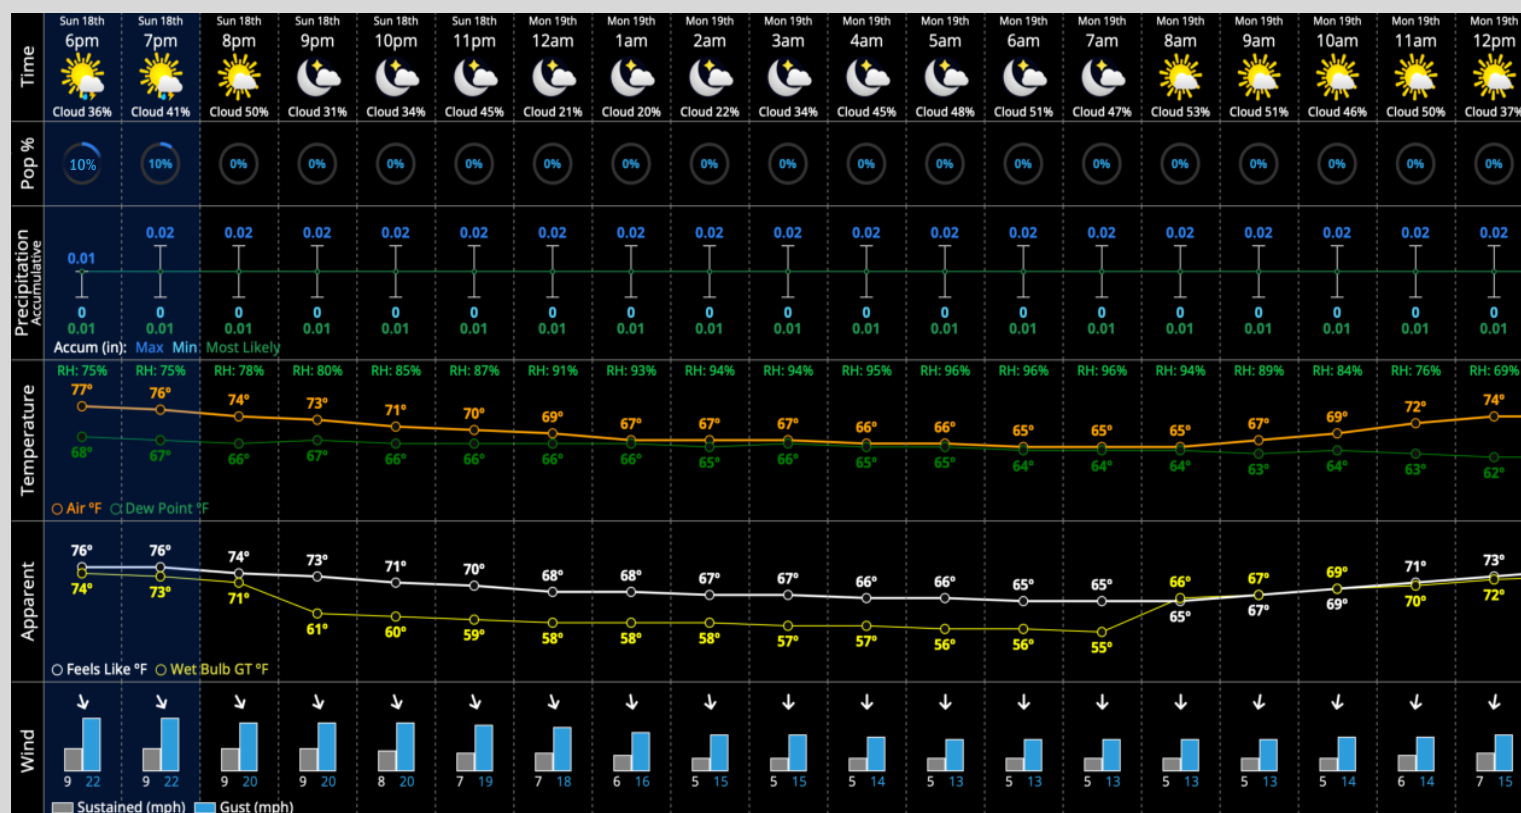 Sun 18th Sun 18th Sun 18th Sun 18th Sun 18th Sun 18th Mon 19th Mon 19th Mon 19th Mon 19th Mon 19th Mon 19th Mon 19th Mon 19th Mon 19th Mon 19th Mon 19th Mon 19th Mon 19th
Time
6pm 7pm 8pm 9pm 10pm 11pm 12am 1am 2am 3am 4am 5am 6am 7am 8am 9am 10am 11am 12pm
Cloud 36% Cloud 41% Cloud 50% Cloud 31% Cloud 34% Cloud 45% Cloud 21% Cloud 20% Cloud 22% Cloud 34% Cloud 45% Cloud 48% Cloud 51% Cloud 47% Cloud 53% Cloud 51% Cloud 46% Cloud 50% Cloud 37%
Pop %
10% 10% 0% 0% 0% 0% 0% 0% 0% 0% 0% 0% 0% 0% 0% 0% 0% 0% 0%
Precipitation
Accumulative
0.01 0.02 0.02 0.02 0.02 0.02 0.02 0.02 0.02 0.02 0.02 0.02 0.02 0.02 0.02 0.02 0.02 0.02 0.02
0 0 0 0 0 0 0 0 0 0 0 0 0 0 0 0 0 0 0
0.01 0.01 0.01 0.01 0.01 0.01 0.01 0.01 0.01 0.01 0.01 0.01 0.01 0.01 0.01 0.01 0.01 0.01 0.01
Accum (in): Max Min Most Likely
Temperature
RH: 75% RH: 75% RH: 78% RH: 80% RH: 85% RH: 87% RH: 91% RH: 93% RH: 94% RH: 94% RH: 95% RH: 96% RH: 96% RH: 96% RH: 94% RH: 89% RH: 84% RH: 76% RH: 69%
77° 76° 74° 73° 71° 70° 69° 67° 67° 67° 66° 66° 65° 65° 65° 67° 69° 72° 74°
68° 67° 66° 67° 66° 66° 66° 66° 65° 66° 65° 65° 64° 64° 64° 63° 64° 63° 62°
Air °F Dew Point °F
Apparent
76° 76° 74° 73° 71° 70° 68° 68° 67° 67° 66° 66° 65° 65° 66° 67° 69° 71° 73°
74° 73° 71° 61° 60° 59° 58° 58° 58° 57° 57° 56° 56° 55° 65° 67° 69° 70° 72°
Feels Like °F Wet Bulb GT °F
Wind
9 22 9 22 9 20 9 20 8 20 7 19 7 18 6 16 5 15 5 15 5 14 5 13 5 13 5 13 5 13 5 13 5 14 6 14 7 15
Sustained (mph) Gust (mph)